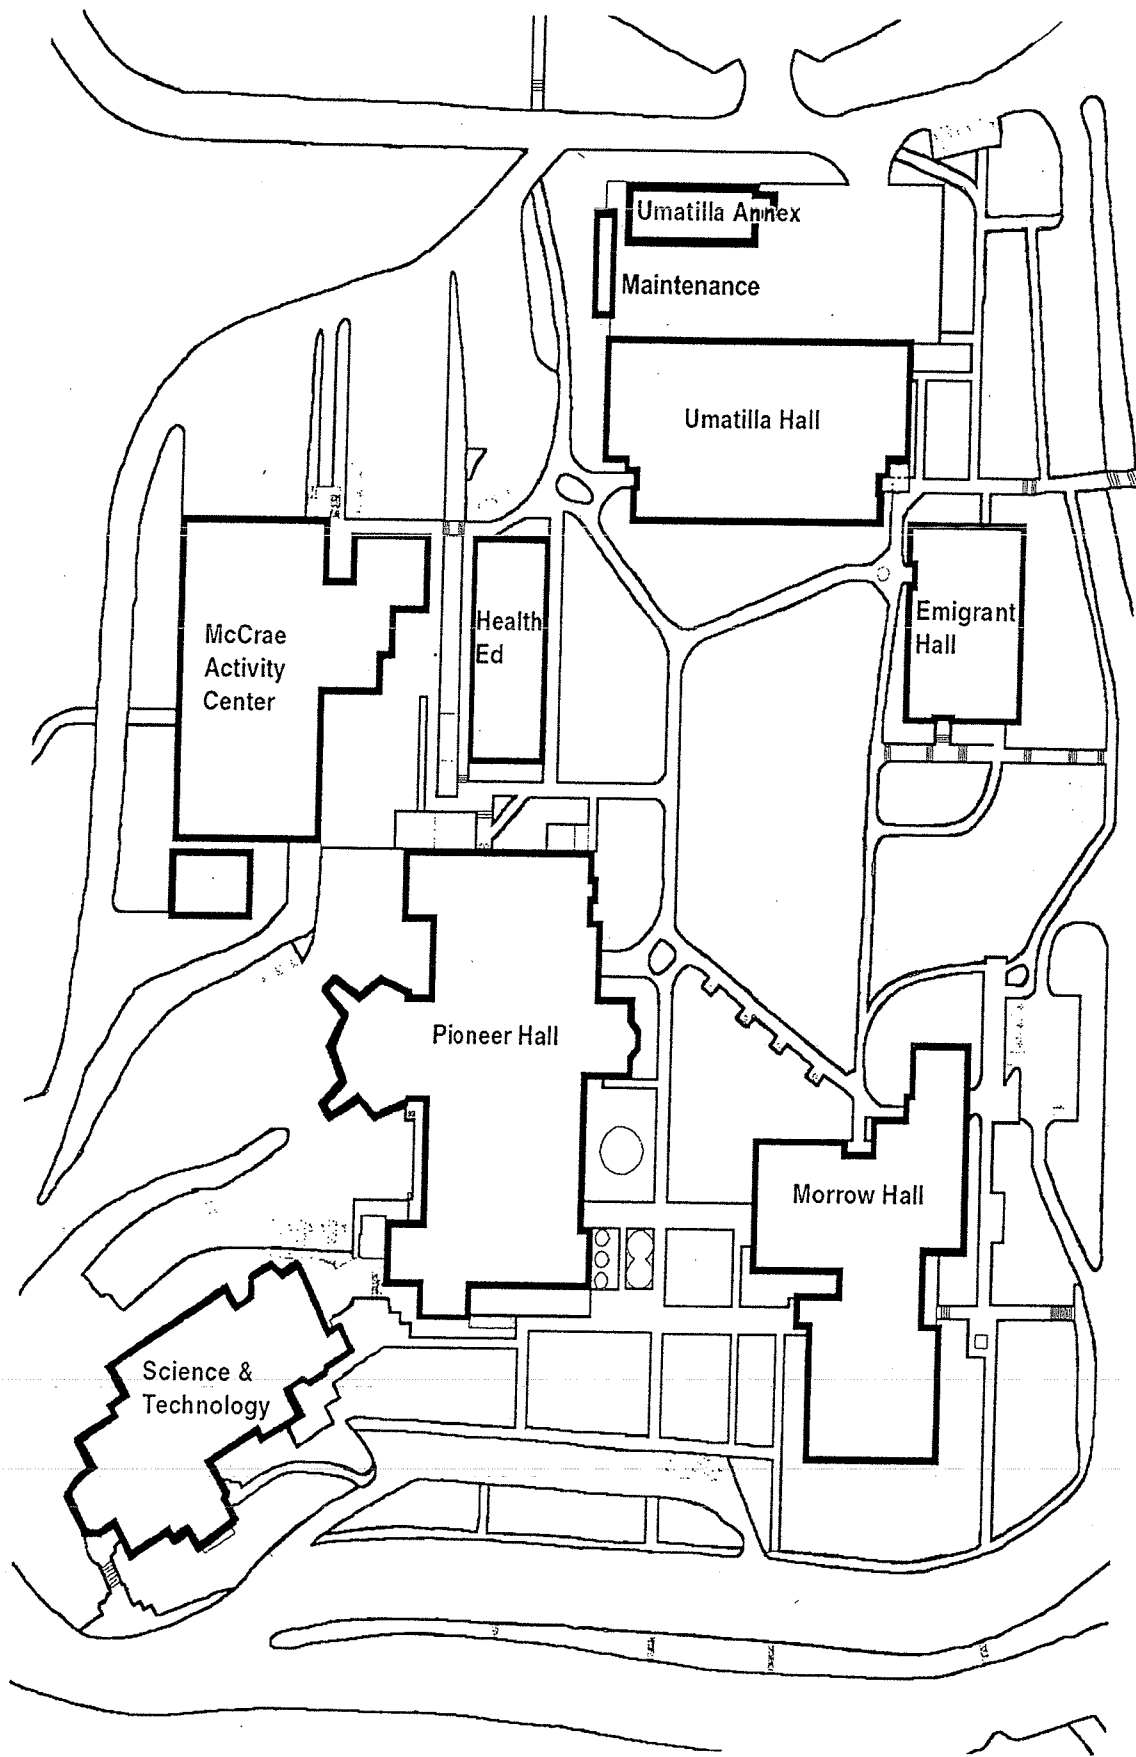 Umatilla Annex
Maintenance
Umatilla Hall
McCrae
Activity
Center
Health
Ed
Emigrant
Hall
Pioneer Hall
Morrow Hall
Science &
Technology